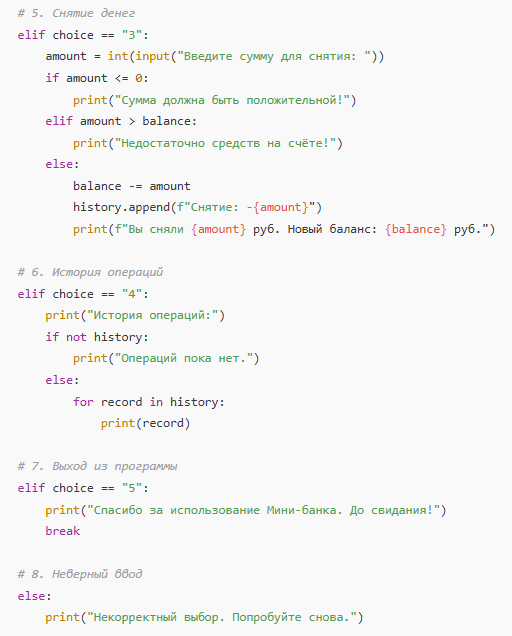 # 5. Снятие денег
elif choice == "3":
    amount = int(input("Введите сумму для снятия: "))
    if amount <= 0:
        print("Сумма должна быть положительной!")
    elif amount > balance:
        print("Недостаточно средств на счёте!")
    else:
        balance -= amount
        history.append(f"Снятие: -{amount}")
        print(f"Вы сняли {amount} руб. Новый баланс: {balance} руб.")

# 6. История операций
elif choice == "4":
    print("История операций:")
    if not history:
        print("Операций пока нет.")
    else:
        for record in history:
            print(record)

# 7. Выход из программы
elif choice == "5":
    print("Спасибо за использование Мини-банка. До свидания!")
    break

# 8. Неверный ввод
else:
    print("Некорректный выбор. Попробуйте снова.")